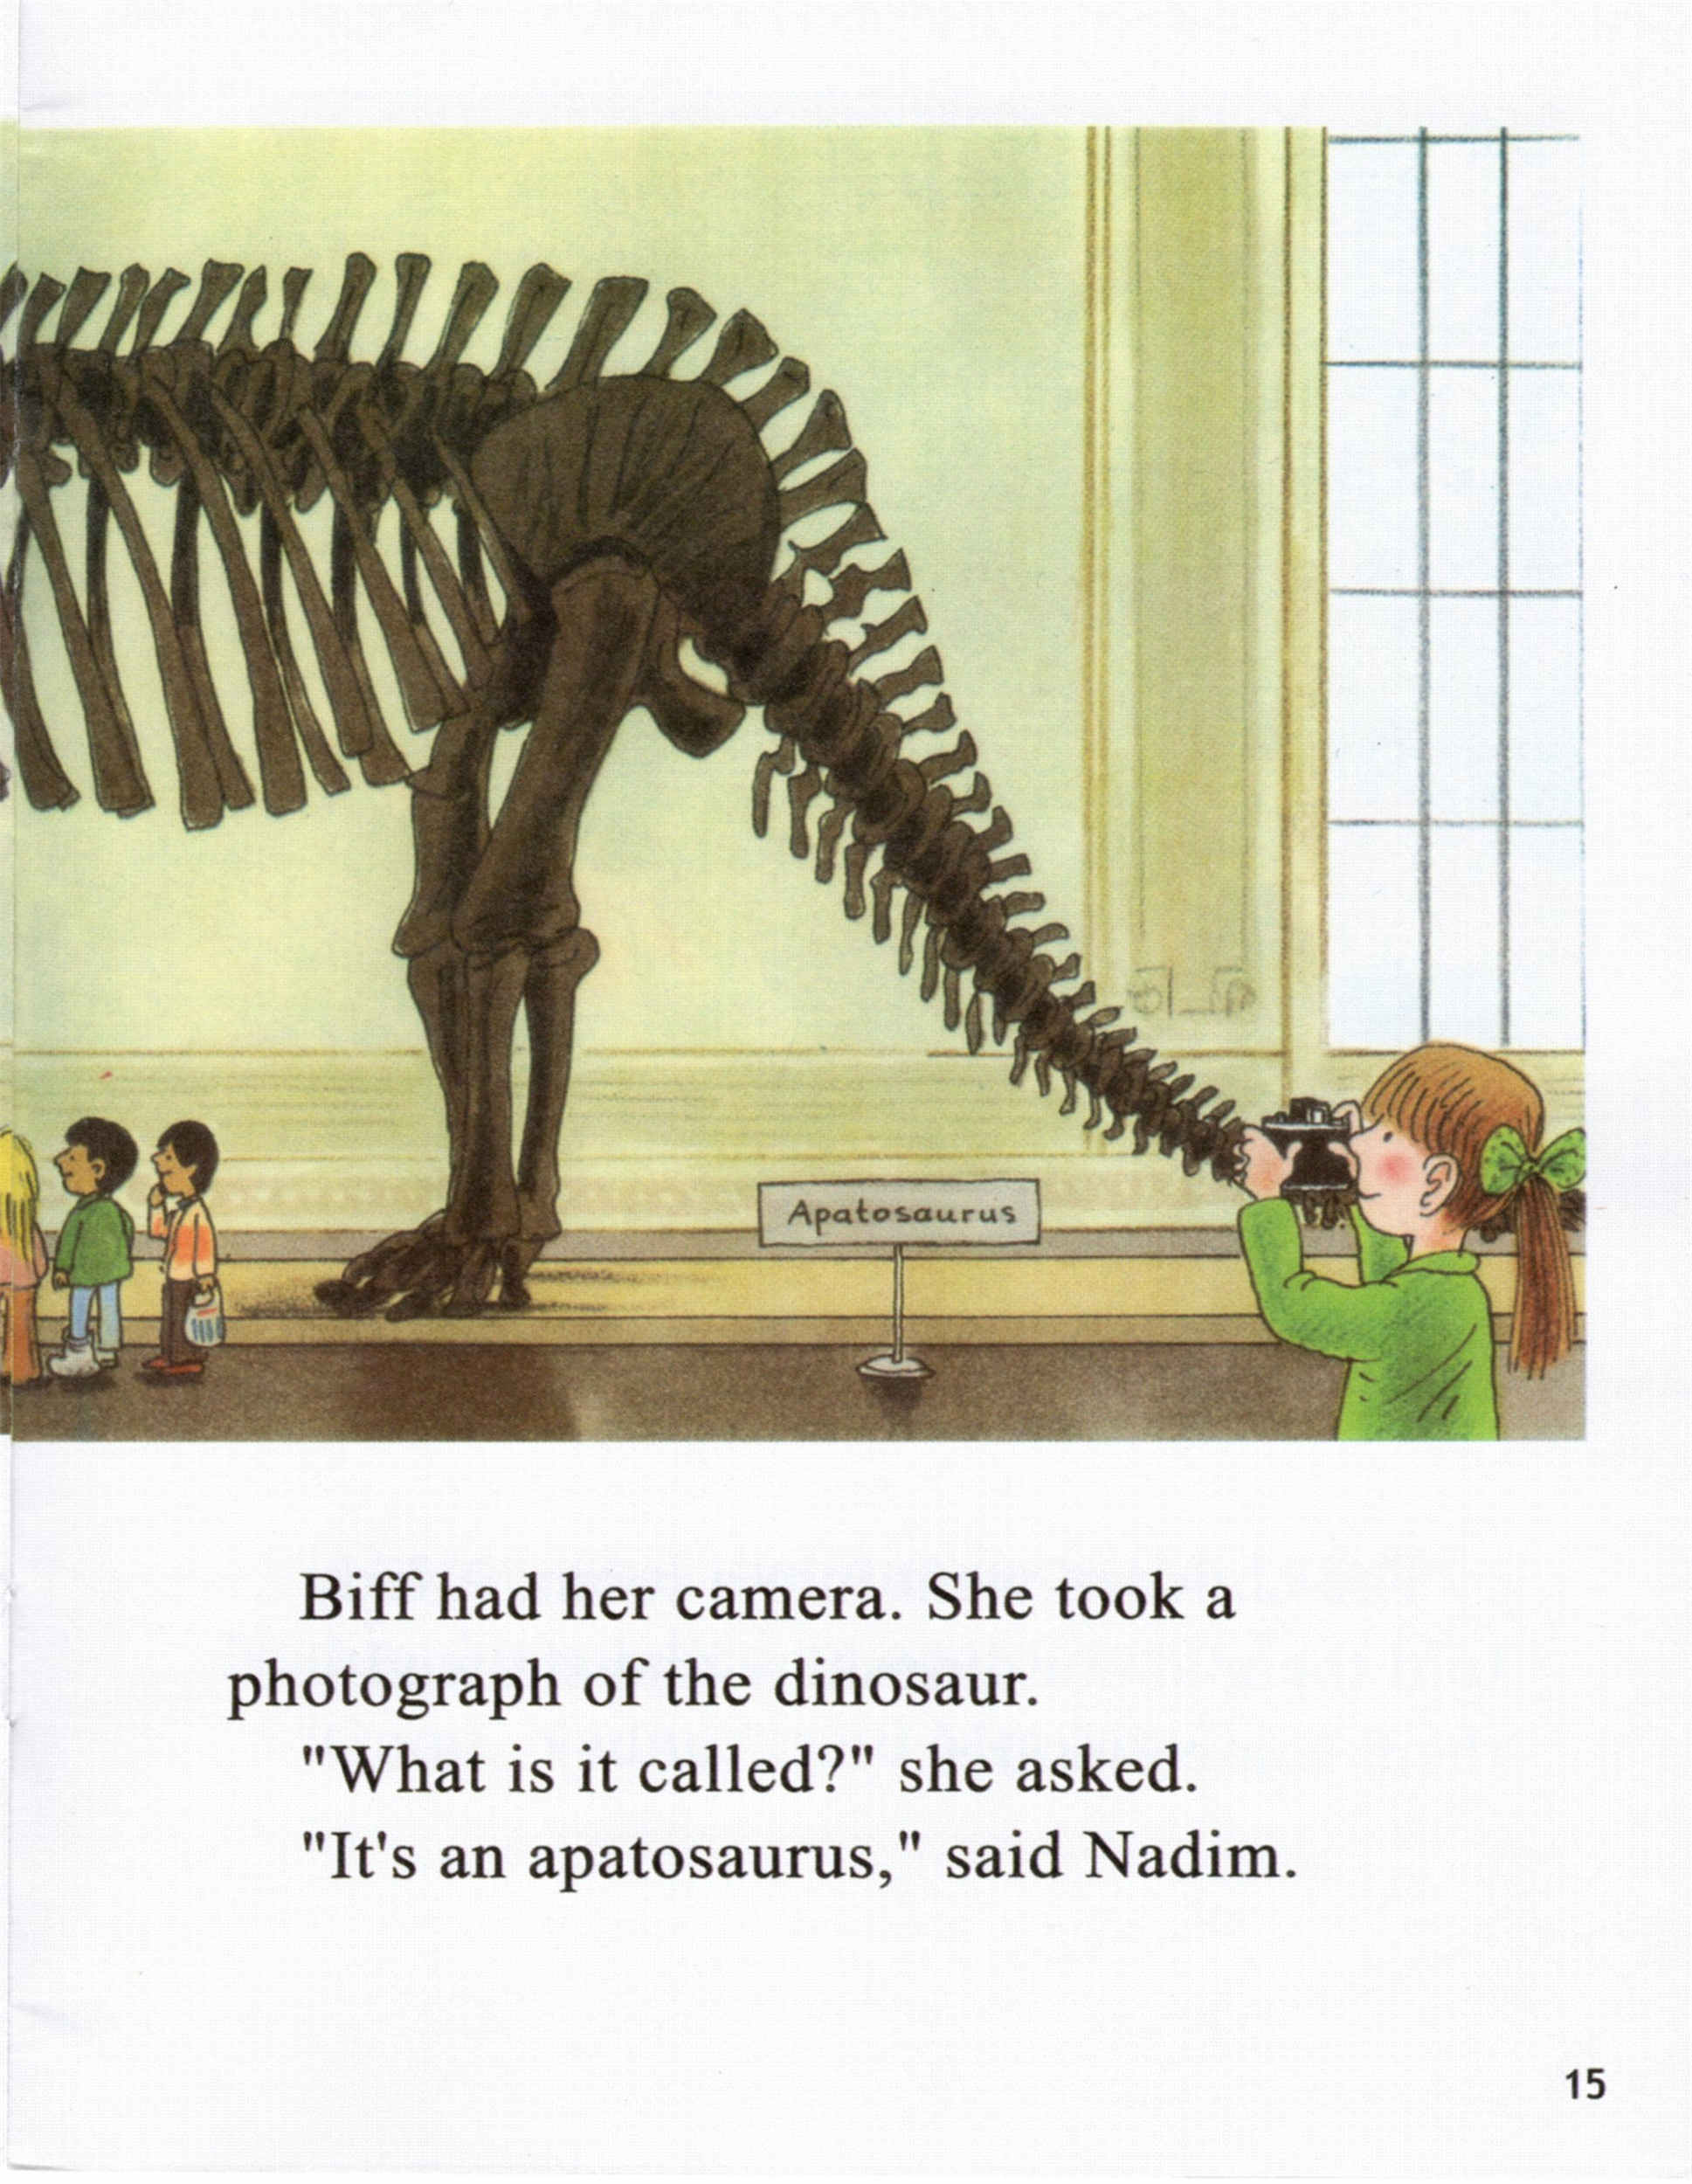 Apatosaurus
Biff had her camera. She took a
photograph of the dinosaur.
"What is it called?" she asked.
"It's an apatosaurus," said Nadim.
15